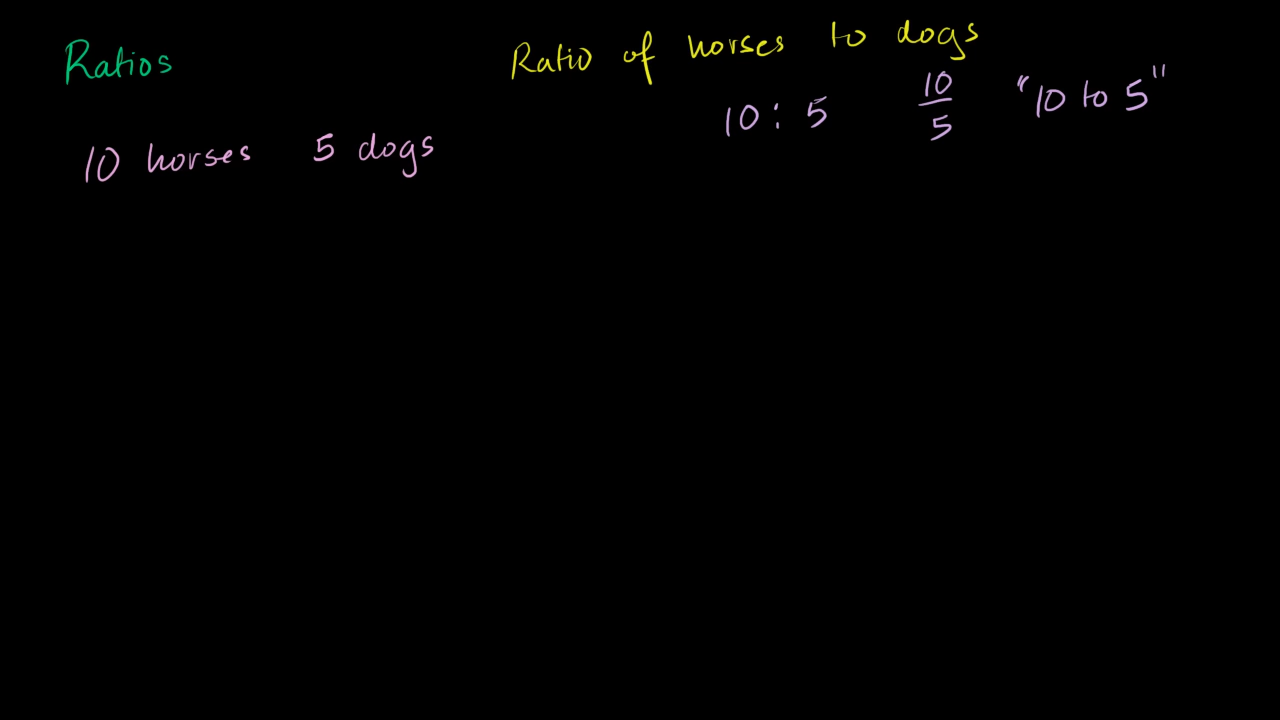 Ratios
Ratio of horses to dogs
10 : 5 10/5 "10 to 5"
10 horses 5 dogs